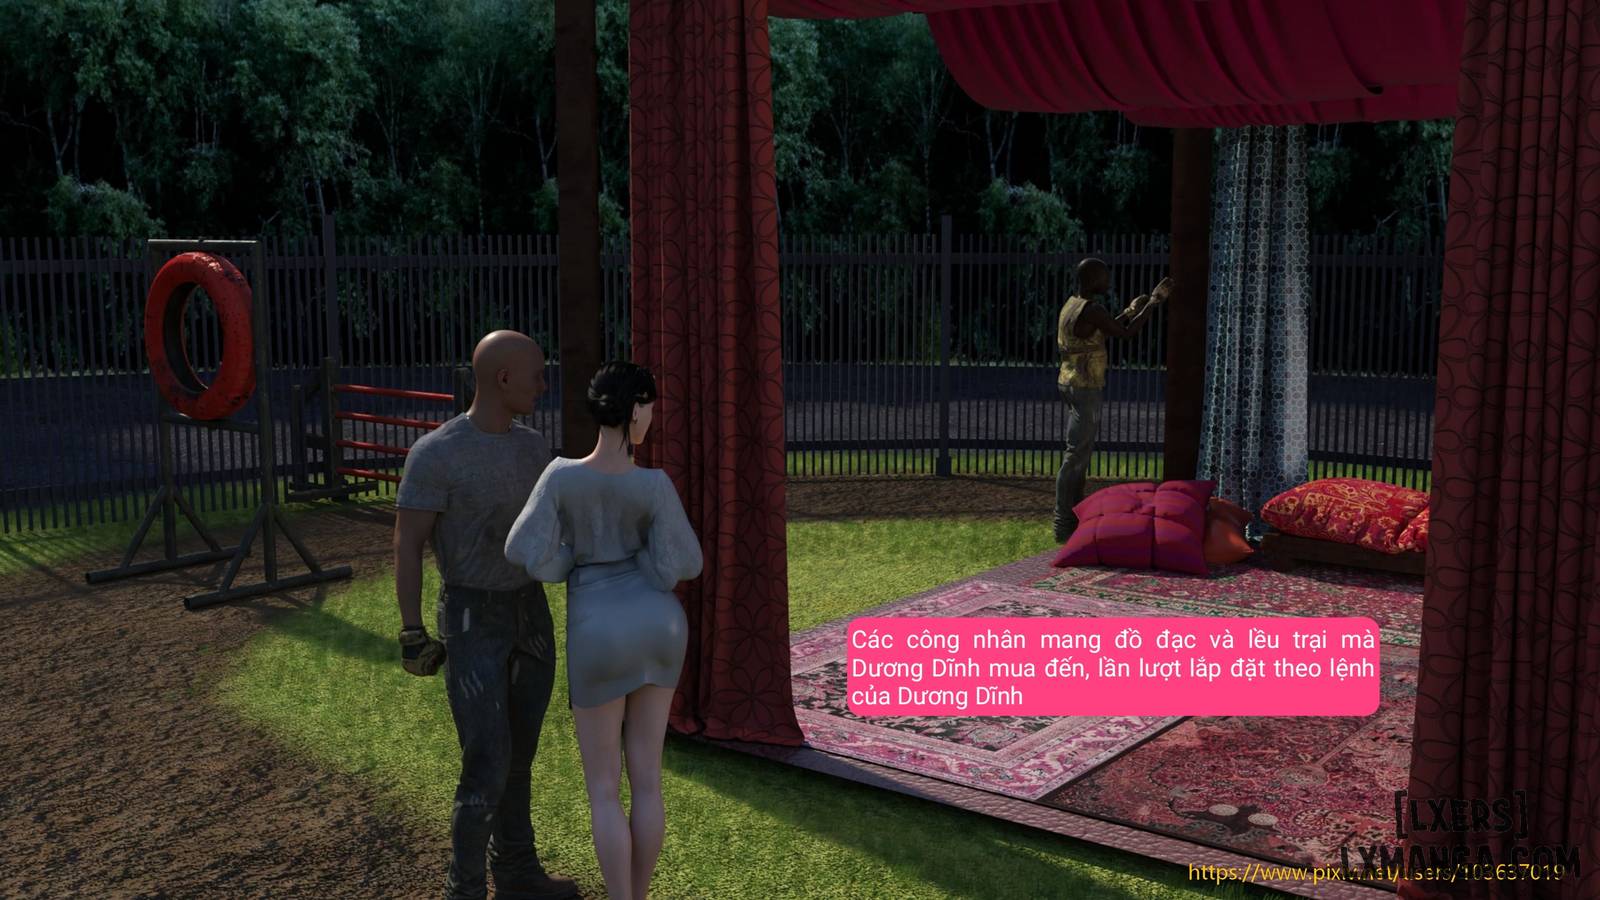 Các công nhân mang đồ đạc và lều trại mà
Dương Dĩnh mua đến, lần lượt lắp đặt theo lệnh
của Dương Dĩnh
[LXERS]
LXMANGA.COM
https://www.pixiv.net/users/103637019